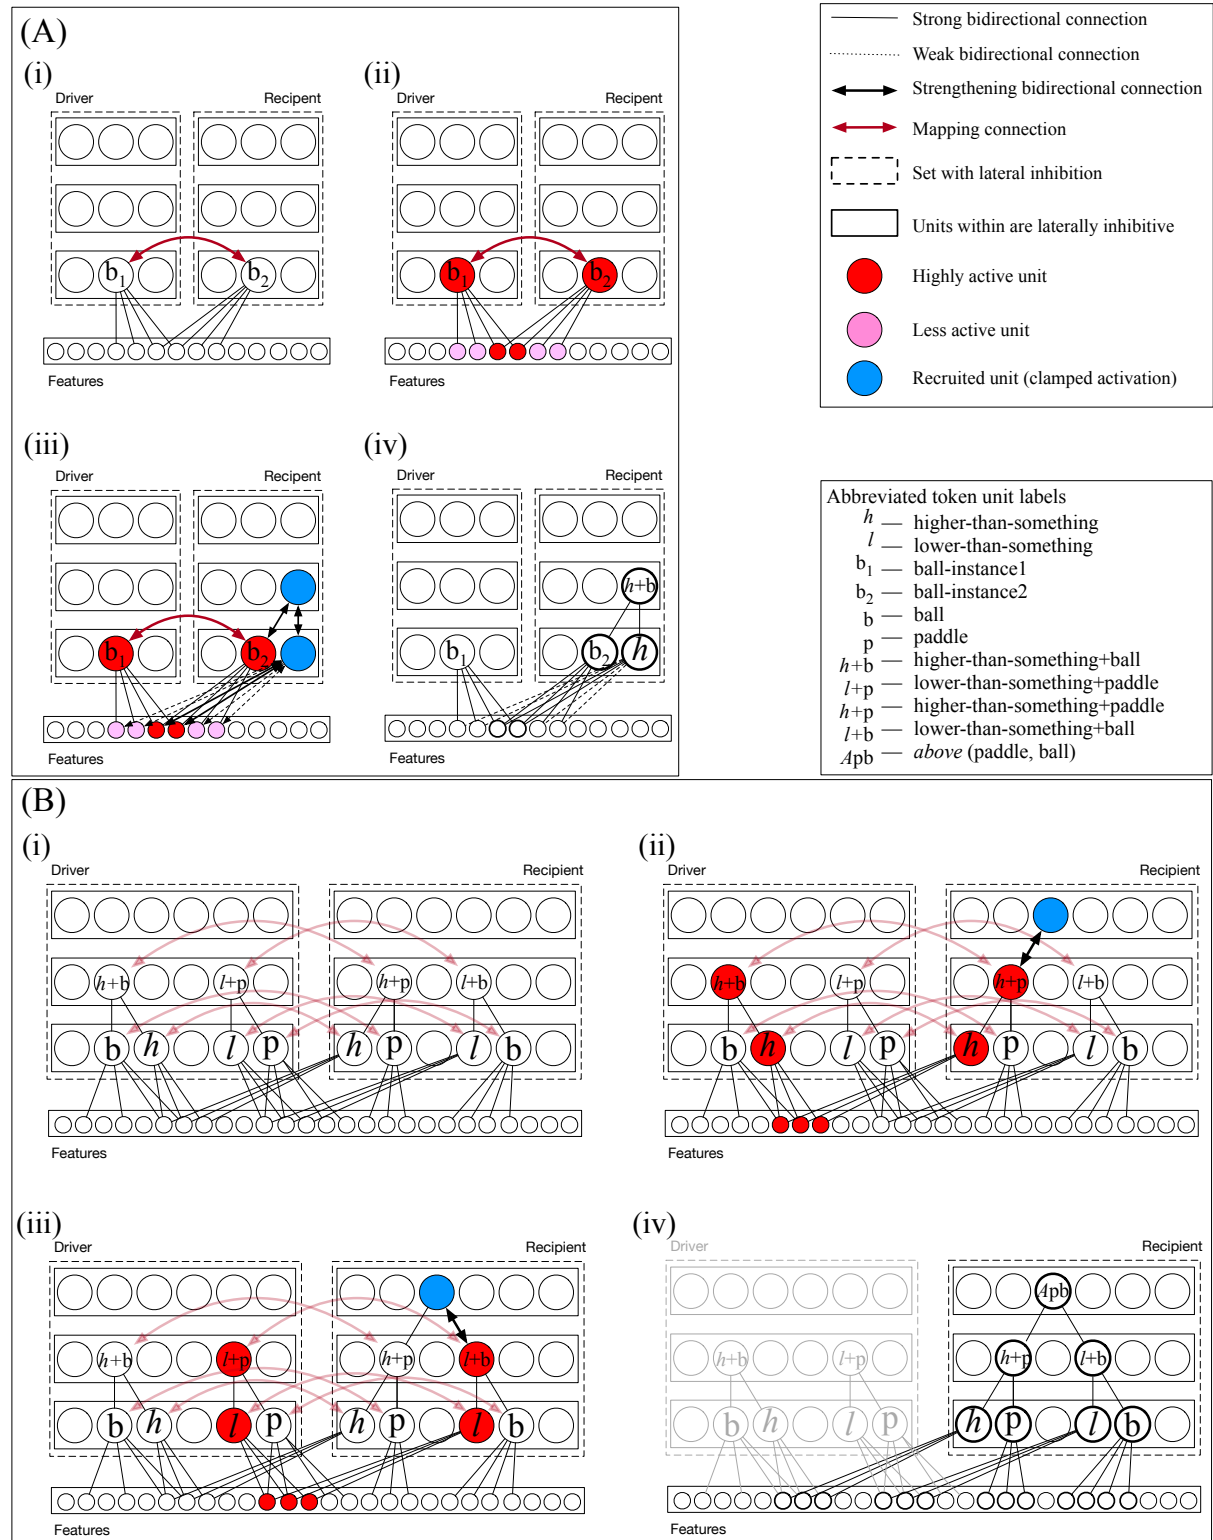 (A)
(i)
(ii)
Driver
Recipent
Driver
Recipent
b1
b2
b1
b2
Features
Features
(iii)
(iv)
Driver
Recipent
Driver
Recipent
h+b
b1
b2
b1
b2
h
Features
Features
Strong bidirectional connection
Weak bidirectional connection
Strengthening bidirectional connection
Mapping connection
Set with lateral inhibition
Units within are laterally inhibitive
Highly active unit
Less active unit
Recruited unit (clamped activation)
Abbreviated token unit labels
h — higher-than-something
l — lower-than-something
b1 — ball-instance1
b2 — ball-instance2
b — ball
p — paddle
h+b — higher-than-something+ball
l+p — lower-than-something+paddle
h+p — higher-than-something+paddle
l+b — lower-than-something+ball
Apb — above (paddle, ball)
(B)
(i)
(ii)
Driver
Recipient
Driver
Recipient
h+b
l+p
h+p
l+b
h+b
l+p
h+p
l+b
b
h
l
p
h
p
l
b
b
h
l
p
h
p
l
b
Features
Features
(iii)
(iv)
Driver
Recipient
Driver
Recipient
Apb
h+b
l+p
h+p
l+b
h+b
l+p
h+p
l+b
b
h
l
p
h
p
l
b
b
h
l
p
h
p
l
b
Features
Features